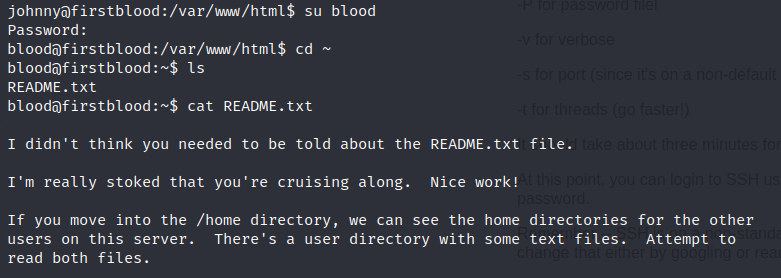 johnny@firstblood:/var/www/html$ su blood
Password:
blood@firstblood:/var/www/html$ cd ~
blood@firstblood:~$ ls
README.txt
blood@firstblood:~$ cat README.txt
I didn't think you needed to be told about the README.txt file.
I'm really stoked that you're cruising along.  Nice work!
If you move into the /home directory, we can see the home directories for the other
users on this server.  There's a user directory with some text files.  Attempt to
read both files.
-P for password file!
-v for verbose
-s for port (since it's on a non-default
-t for threads (go faster!)
take about three minutes for
At this point, you can login to SSH us
password.
change that either by googling or rea